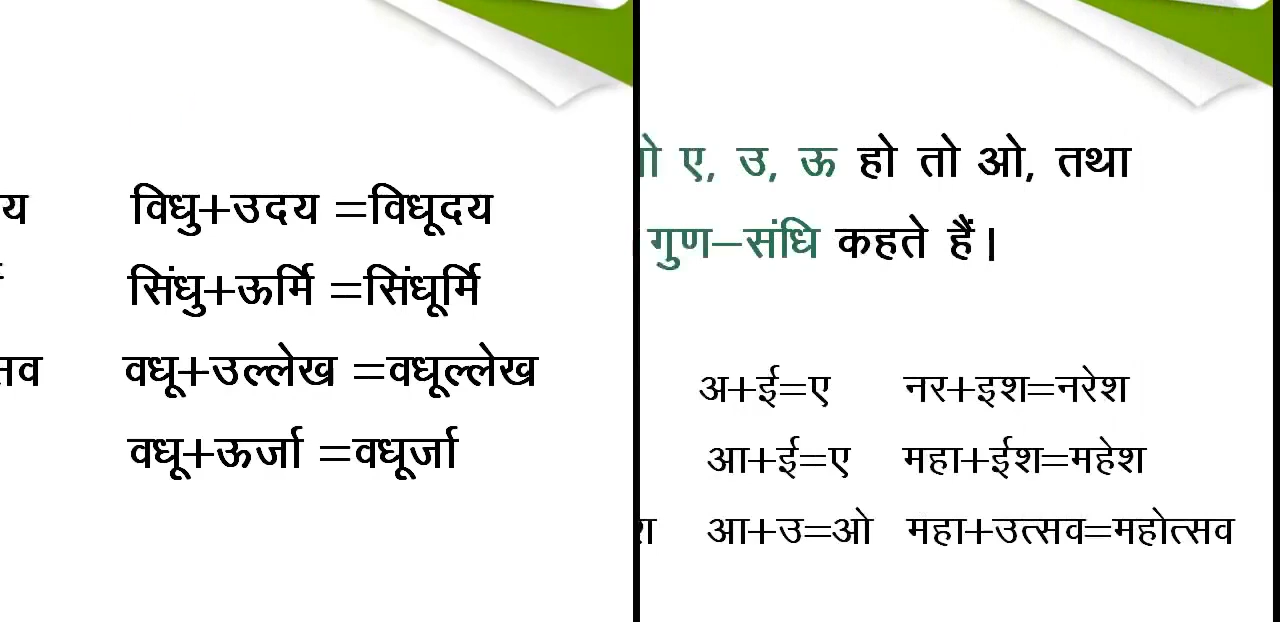 विधु+उदय =विधूदय
सिंधु+ऊर्मि =सिंधूर्मि
वधू+उल्लेख =वधूल्लेख
वधू+ऊर्जा =वधूर्जा
ए, उ, ऊ हो तो ओ, तथा
गुण–संधि कहते हैं।
अ+ई=ए नर+इश=नरेश
आ+ई=ए महा+ईश=महेश
आ+उ=ओ महा+उत्सव=महोत्सव